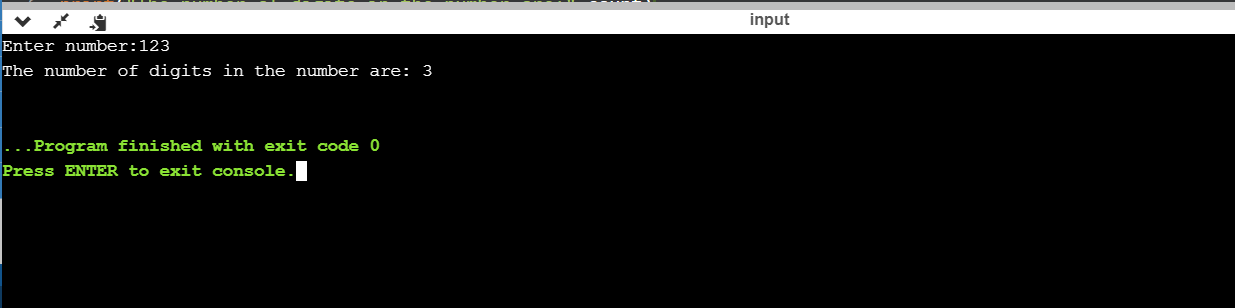 input
Enter number:123
The number of digits in the number are: 3
...Program finished with exit code 0
Press ENTER to exit console.